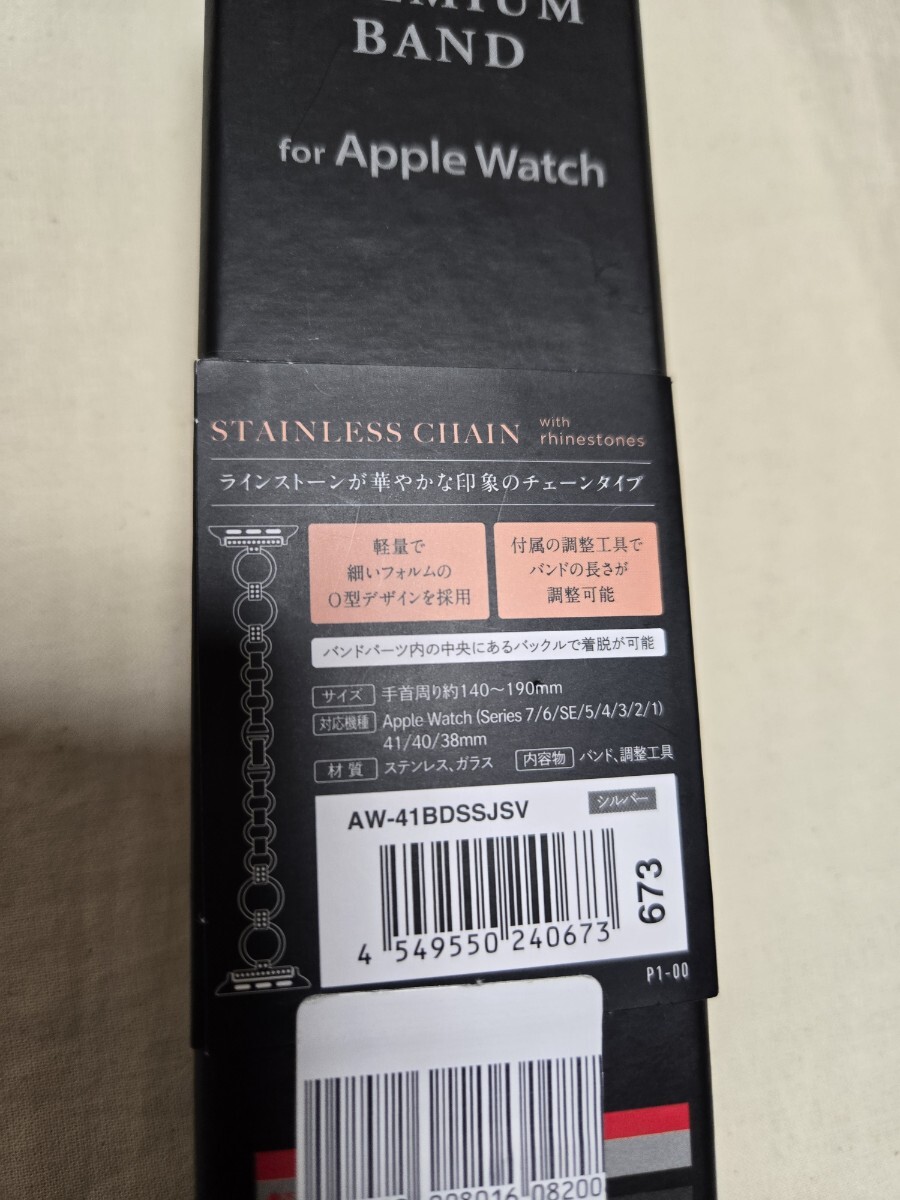 BAND
for Apple Watch
STAINLESS CHAIN with rhinestones
ラインストーンが華やかな印象のチェーンタイプ
軽量で
細いフォルムの
O型デザインを採用
付属の調整工具で
バンドの長さが
調整可能
バンドパーツ内の中央にあるバックルで着脱が可能
サイズ 手首周り約140〜190mm
対応機種 Apple Watch (Series 7/6/SE/5/4/3/2/1)
41/40/38mm
材質 ステンレス、ガラス 内容物 バンド、調整工具
AW-41BDSSJSV シルバー
4 549550 240673
673
P1-00